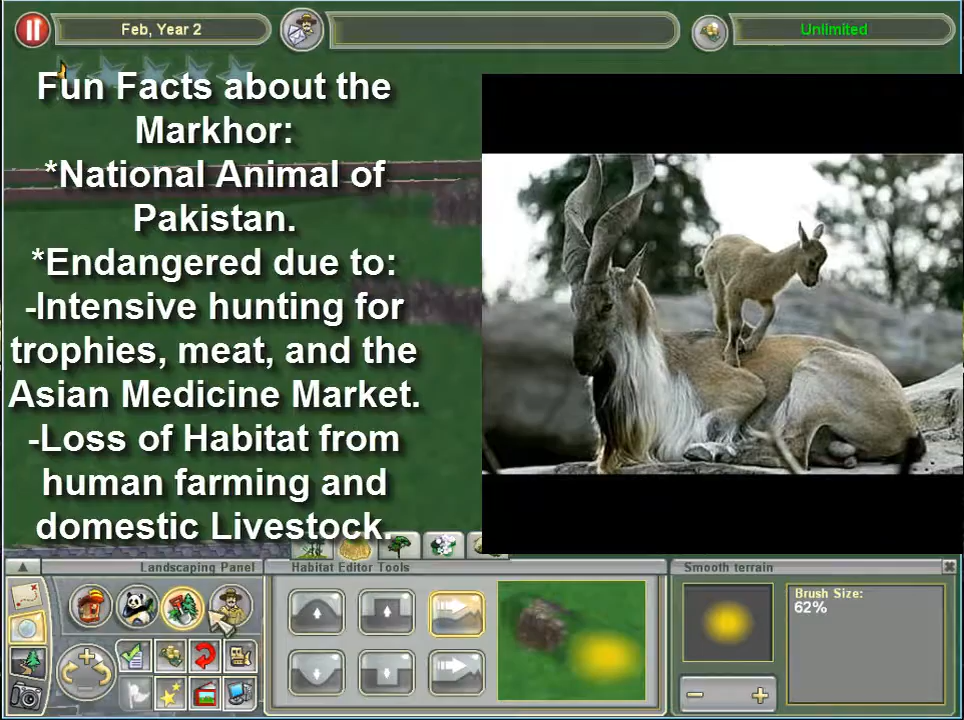 Feb, Year 2
Unlimited
Fun Facts about the
Markhor:
*National Animal of
Pakistan.
*Endangered due to:
-Intensive hunting for
trophies, meat, and the
Asian Medicine Market.
-Loss of Habitat from
human farming and
domestic Livestock.
Landscaping Panel
Habitat Editor Tools
Smooth terrain
Brush Size:
62%